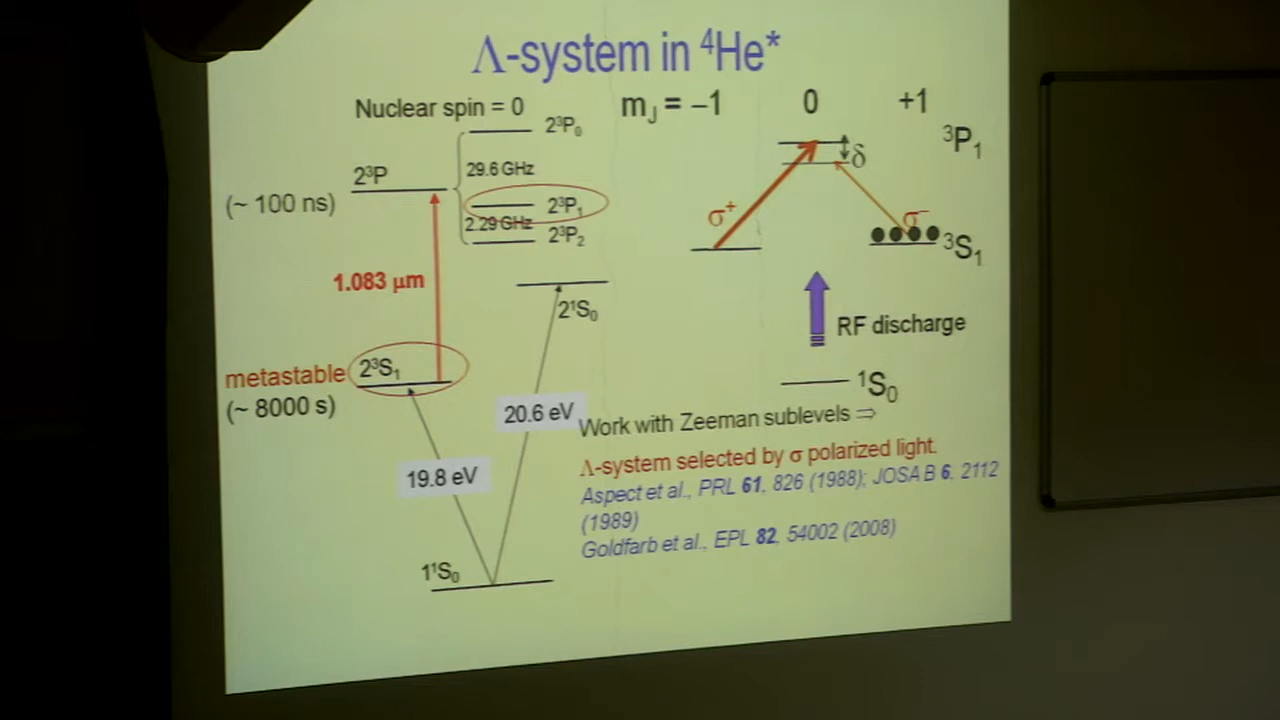 Λ-system in ⁴He*
Nuclear spin = 0
mJ = –1 0 +1
2³P₀
³P₁
29.6 GHz
δ
2³P
(~ 100 ns)
2³P₁
2.29 GHz
2³P₂
σ⁺
σ⁻
³S₁
1.083 μm
2¹S₀
RF discharge
metastable
2³S₁
(~ 8000 s)
¹S₀
20.6 eV
Work with Zeeman sublevels ⇒
19.8 eV
Λ-system selected by σ polarized light.
Aspect et al., PRL 61, 826 (1988); JOSA B 6, 2112
(1989)
Goldfarb et al., EPL 82, 54002 (2008)
1¹S₀